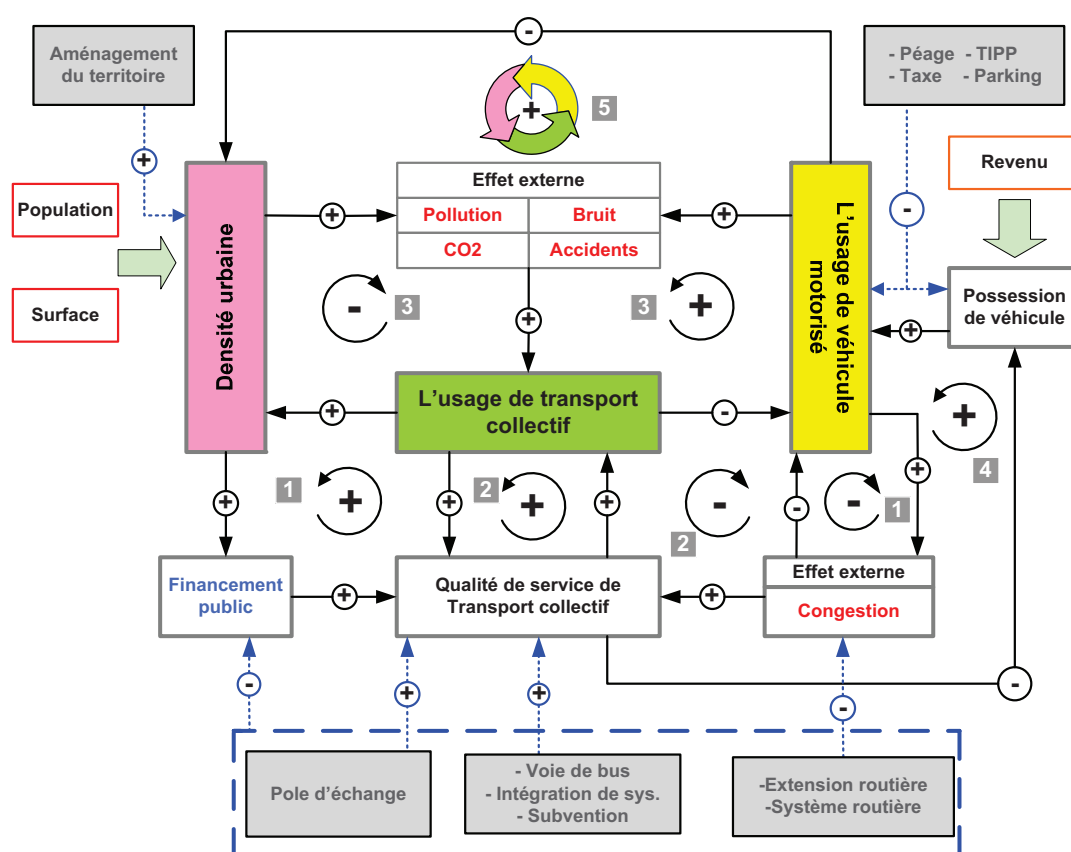 -
Aménagement
du territoire
- Péage - TIPP
- Taxe - Parking
+
5
+
Effet externe
Revenu
Population
+
Pollution
Bruit
+
-
CO2
Accidents
Densité urbaine
L'usage de véhicule
motorisé
Surface
-
3
3
+
+
Possession
de véhicule
+
L'usage de transport
collectif
+
-
+
4
1
+
2
+
-
2
-
1
+
+
+
+
-
Financement
public
+
Qualité de service de
Transport collectif
+
Effet externe
Congestion
-
+
+
-
-
Pole d'échange
- Voie de bus
- Intégration de sys.
- Subvention
-Extension routière
-Système routière